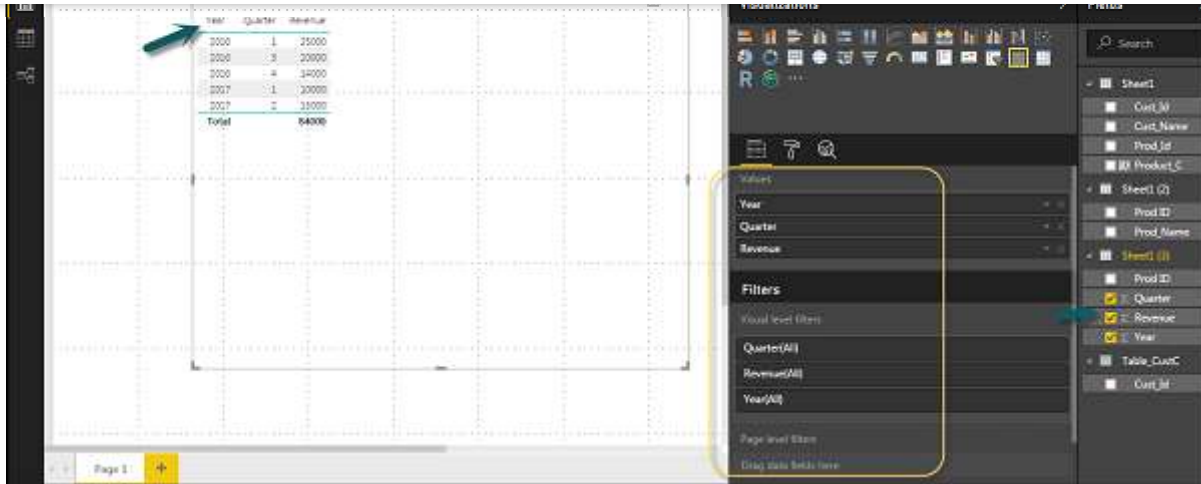 Visualizations
Fields
Year Quarter Revenue
2016 1 25000
2016 3 20000
2016 4 14000
2017 1 10000
2017 2 15000
Total 84000
R
Values
Year
Quarter
Revenue
Filters
Visual level filters
Quarter(All)
Revenue(All)
Year(All)
Page level filters
Drag data fields here
Search
Sheet1
Cust_Id
Cust_Name
Prod_Id
Product_C
Sheet1 (2)
Prod ID
Prod_Name
Sheet1 (3)
Prod ID
Quarter
Revenue
Year
Table_CustC
Cust_Id
Page 1